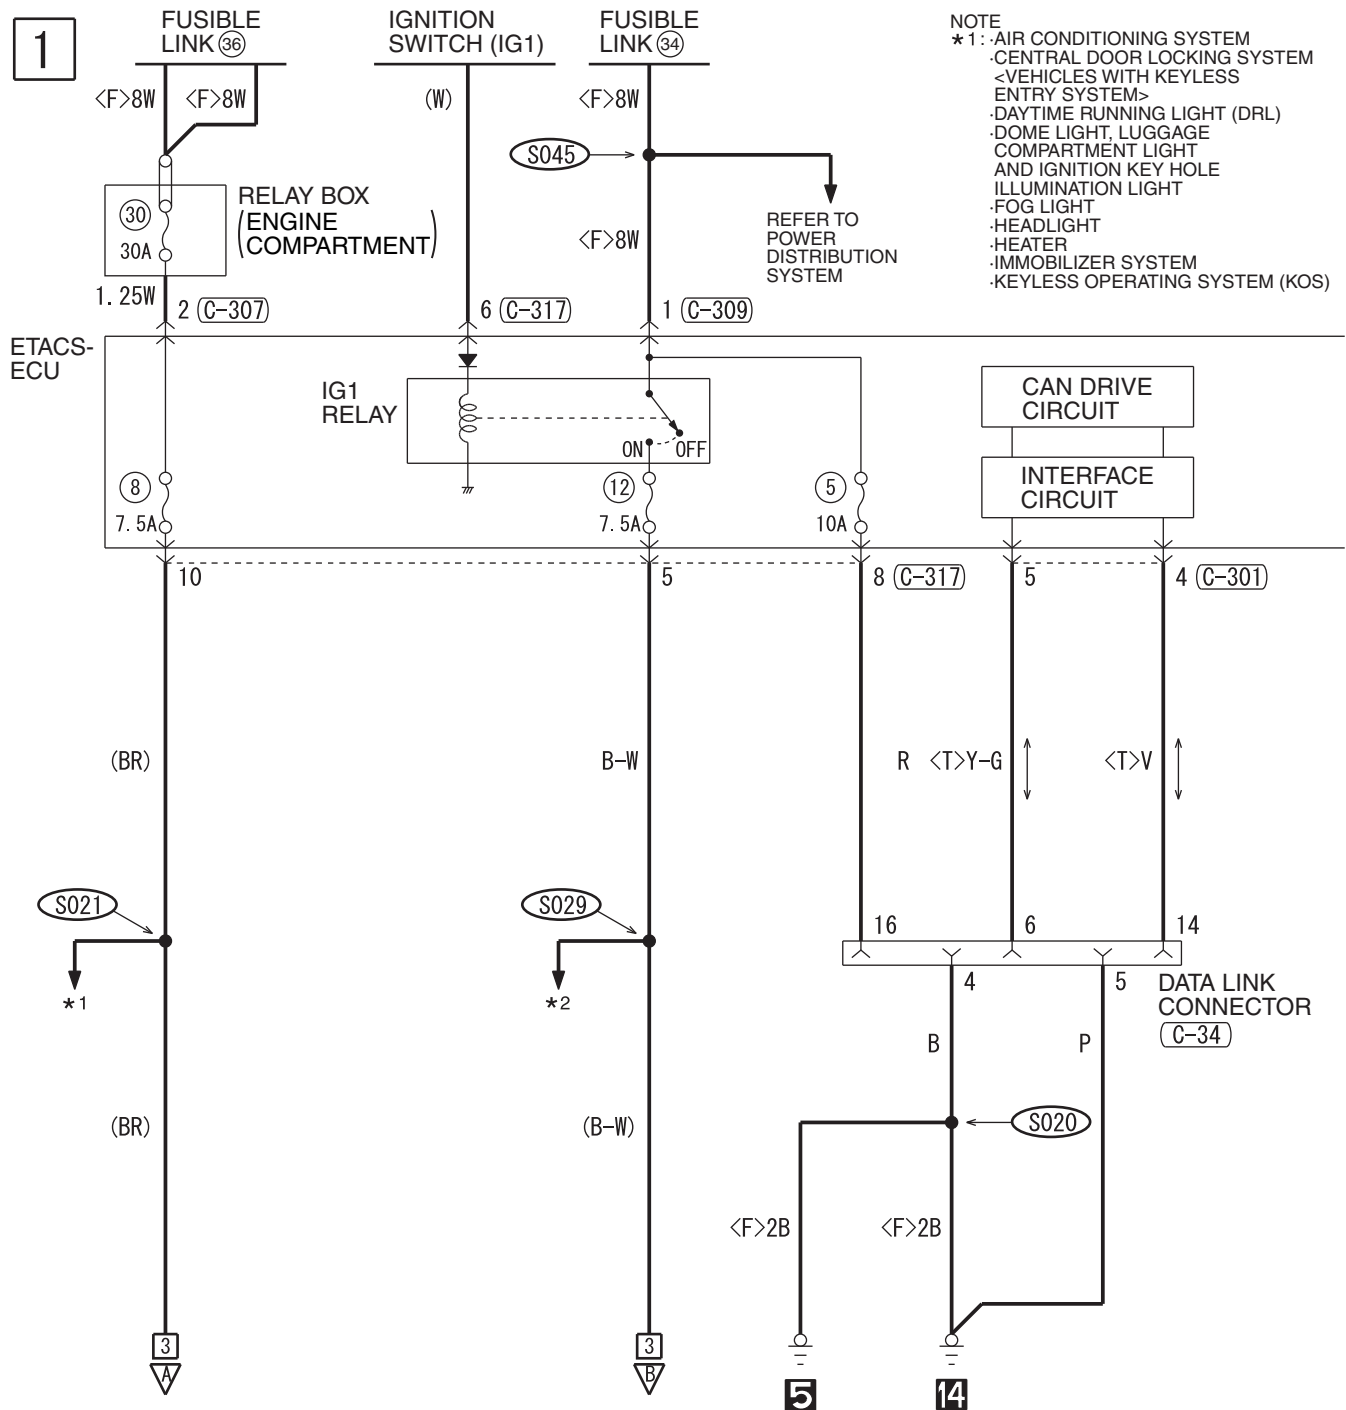 1
FUSIBLE
LINK 36
IGNITION
SWITCH (IG1)
FUSIBLE
LINK 34
NOTE
*1: ·AIR CONDITIONING SYSTEM
·CENTRAL DOOR LOCKING SYSTEM
<VEHICLES WITH KEYLESS
ENTRY SYSTEM>
·DAYTIME RUNNING LIGHT (DRL)
·DOME LIGHT, LUGGAGE
COMPARTMENT LIGHT
AND IGNITION KEY HOLE
ILLUMINATION LIGHT
·FOG LIGHT
·HEADLIGHT
·HEATER
·IMMOBILIZER SYSTEM
·KEYLESS OPERATING SYSTEM (KOS)
<F>8W
<F>8W
(W)
<F>8W
S045
30
30A
RELAY BOX
(ENGINE
COMPARTMENT)
<F>8W
REFER TO
POWER
DISTRIBUTION
SYSTEM
1.25W
2 C-307
6 C-317
1 C-309
ETACS-
ECU
IG1
RELAY
ON
OFF
CAN DRIVE
CIRCUIT
INTERFACE
CIRCUIT
8
7.5A
12
7.5A
5
10A
10
5
8 C-317
5
4 C-301
(BR)
B-W
R
<T>Y-G
<T>V
S021
S029
*1
*2
16
6
14
4
5
DATA LINK
CONNECTOR
C-34
B
P
(BR)
(B-W)
S020
<F>2B
<F>2B
3
A
3
B
5
14